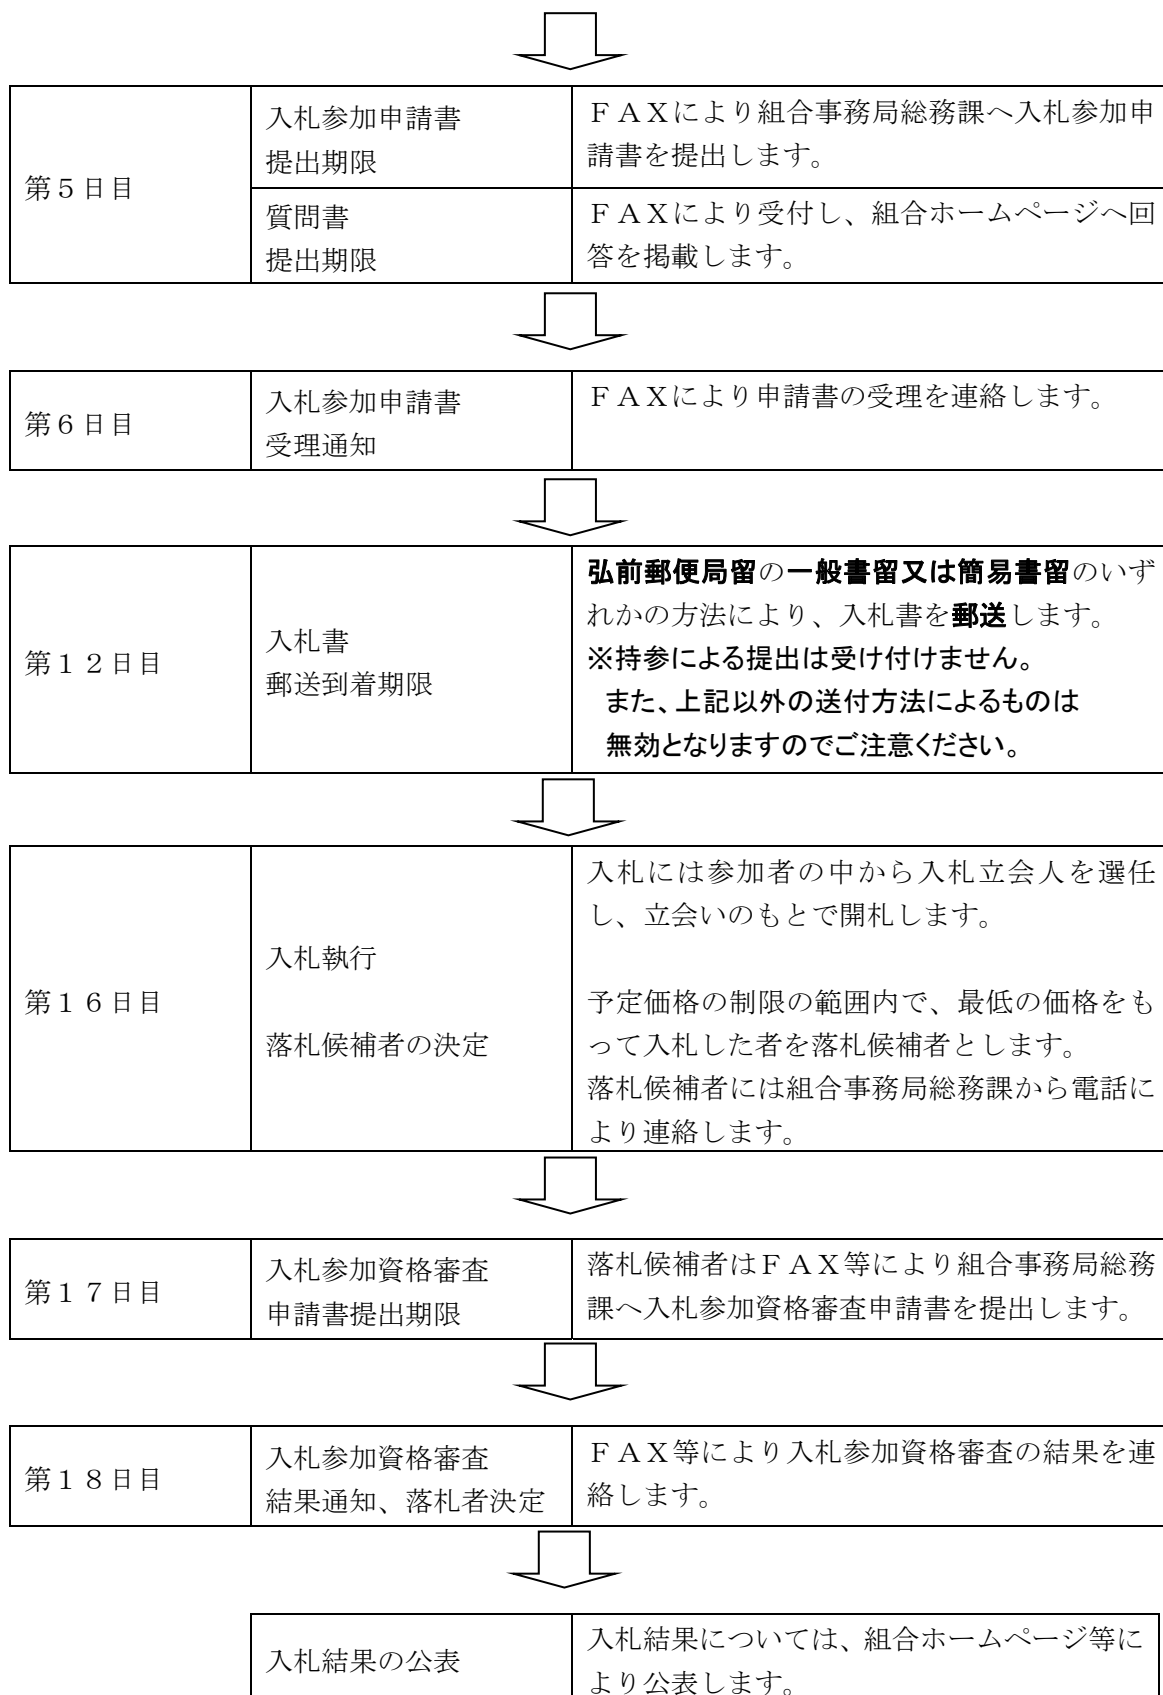 第５日目
入札参加申請書
提出期限
ＦＡＸにより組合事務局総務課へ入札参加申
請書を提出します。
質問書
提出期限
ＦＡＸにより受付し、組合ホームページへ回
答を掲載します。
第６日目
入札参加申請書
受理通知
ＦＡＸにより申請書の受理を連絡します。
第１２日目
入札書
郵送到着期限
弘前郵便局留の一般書留又は簡易書留のいず
れかの方法により、入札書を郵送します。
※持参による提出は受け付けません。
また、上記以外の送付方法によるものは
無効となりますのでご注意ください。
第１６日目
入札執行
落札候補者の決定
入札には参加者の中から入札立会人を選任
し、立会いのもとで開札します。
予定価格の制限の範囲内で、最低の価格をも
って入札した者を落札候補者とします。
落札候補者には組合事務局総務課から電話に
より連絡します。
第１７日目
入札参加資格審査
申請書提出期限
落札候補者はＦＡＸ等により組合事務局総務
課へ入札参加資格審査申請書を提出します。
第１８日目
入札参加資格審査
結果通知、落札者決定
ＦＡＸ等により入札参加資格審査の結果を連
絡します。
入札結果の公表
入札結果については、組合ホームページ等に
より公表します。